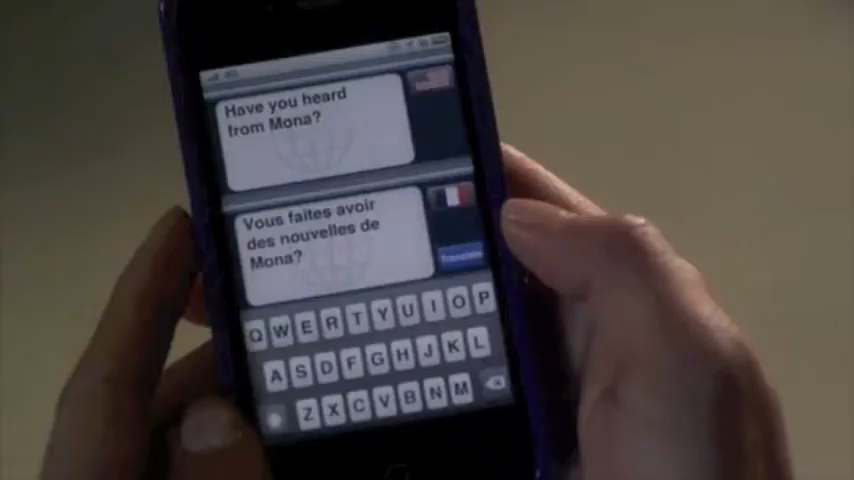 Have you heard
from Mona?
Vous faites avoir
des nouvelles de
Mona?
Translate
Q W E R T Y U I O P
A S D F G H J K L
Z X C V B N M